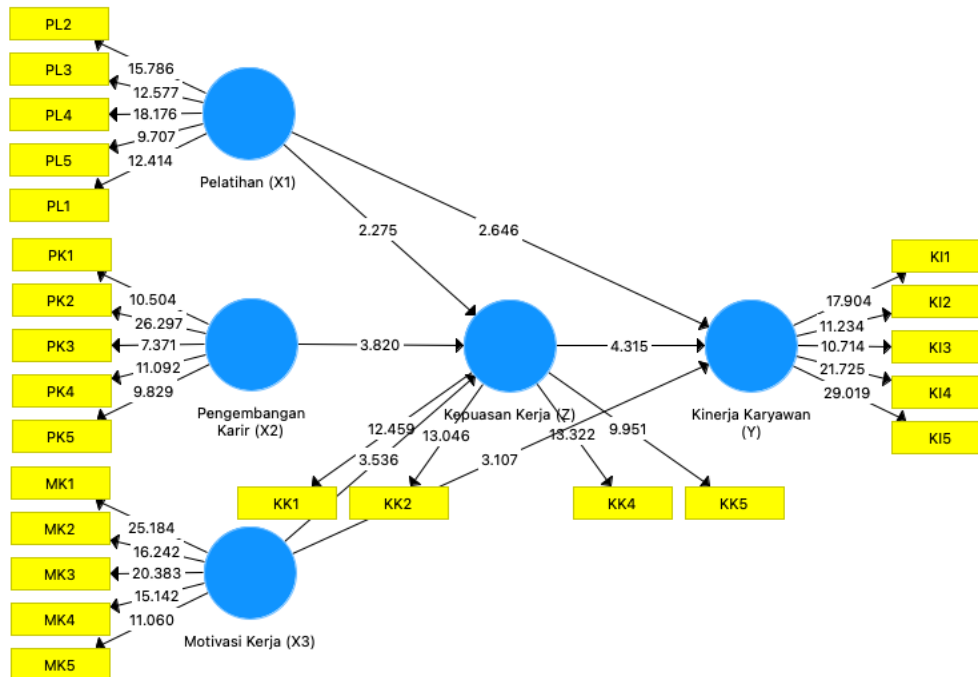 PL2
PL3
PL4
PL5
PL1
15.786
12.577
18.176
9.707
12.414
Pelatihan (X1)
2.275
2.646
PK1
PK2
PK3
PK4
PK5
10.504
26.297
7.371
11.092
9.829
Pengembangan
Karir (X2)
3.820
Kepuasan Kerja (Z)
4.315
Kinerja Karyawan
(Y)
KI1
KI2
KI3
KI4
KI5
17.904
11.234
10.714
21.725
29.019
12.459
13.046
13.322
9.951
3.536
3.107
KK1
KK2
KK4
KK5
MK1
MK2
MK3
MK4
MK5
25.184
16.242
20.383
15.142
11.060
Motivasi Kerja (X3)